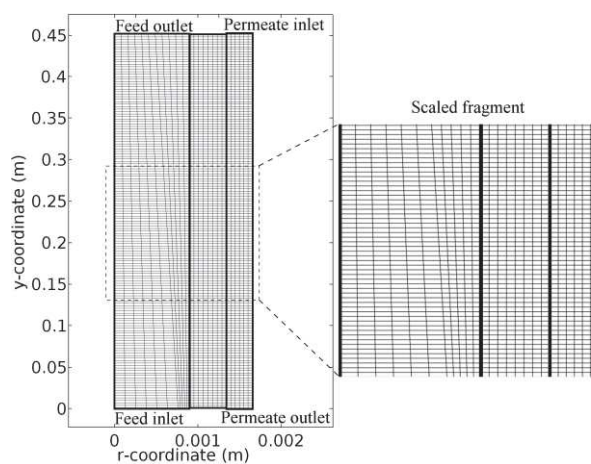 Feed outlet
Permeate inlet
0.45
0.4
0.35
0.3
0.25
0.2
0.15
0.1
0.05
0
y-coordinate (m)
Scaled fragment
Feed inlet
Permeate outlet
0 0.001 0.002
r-coordinate (m)